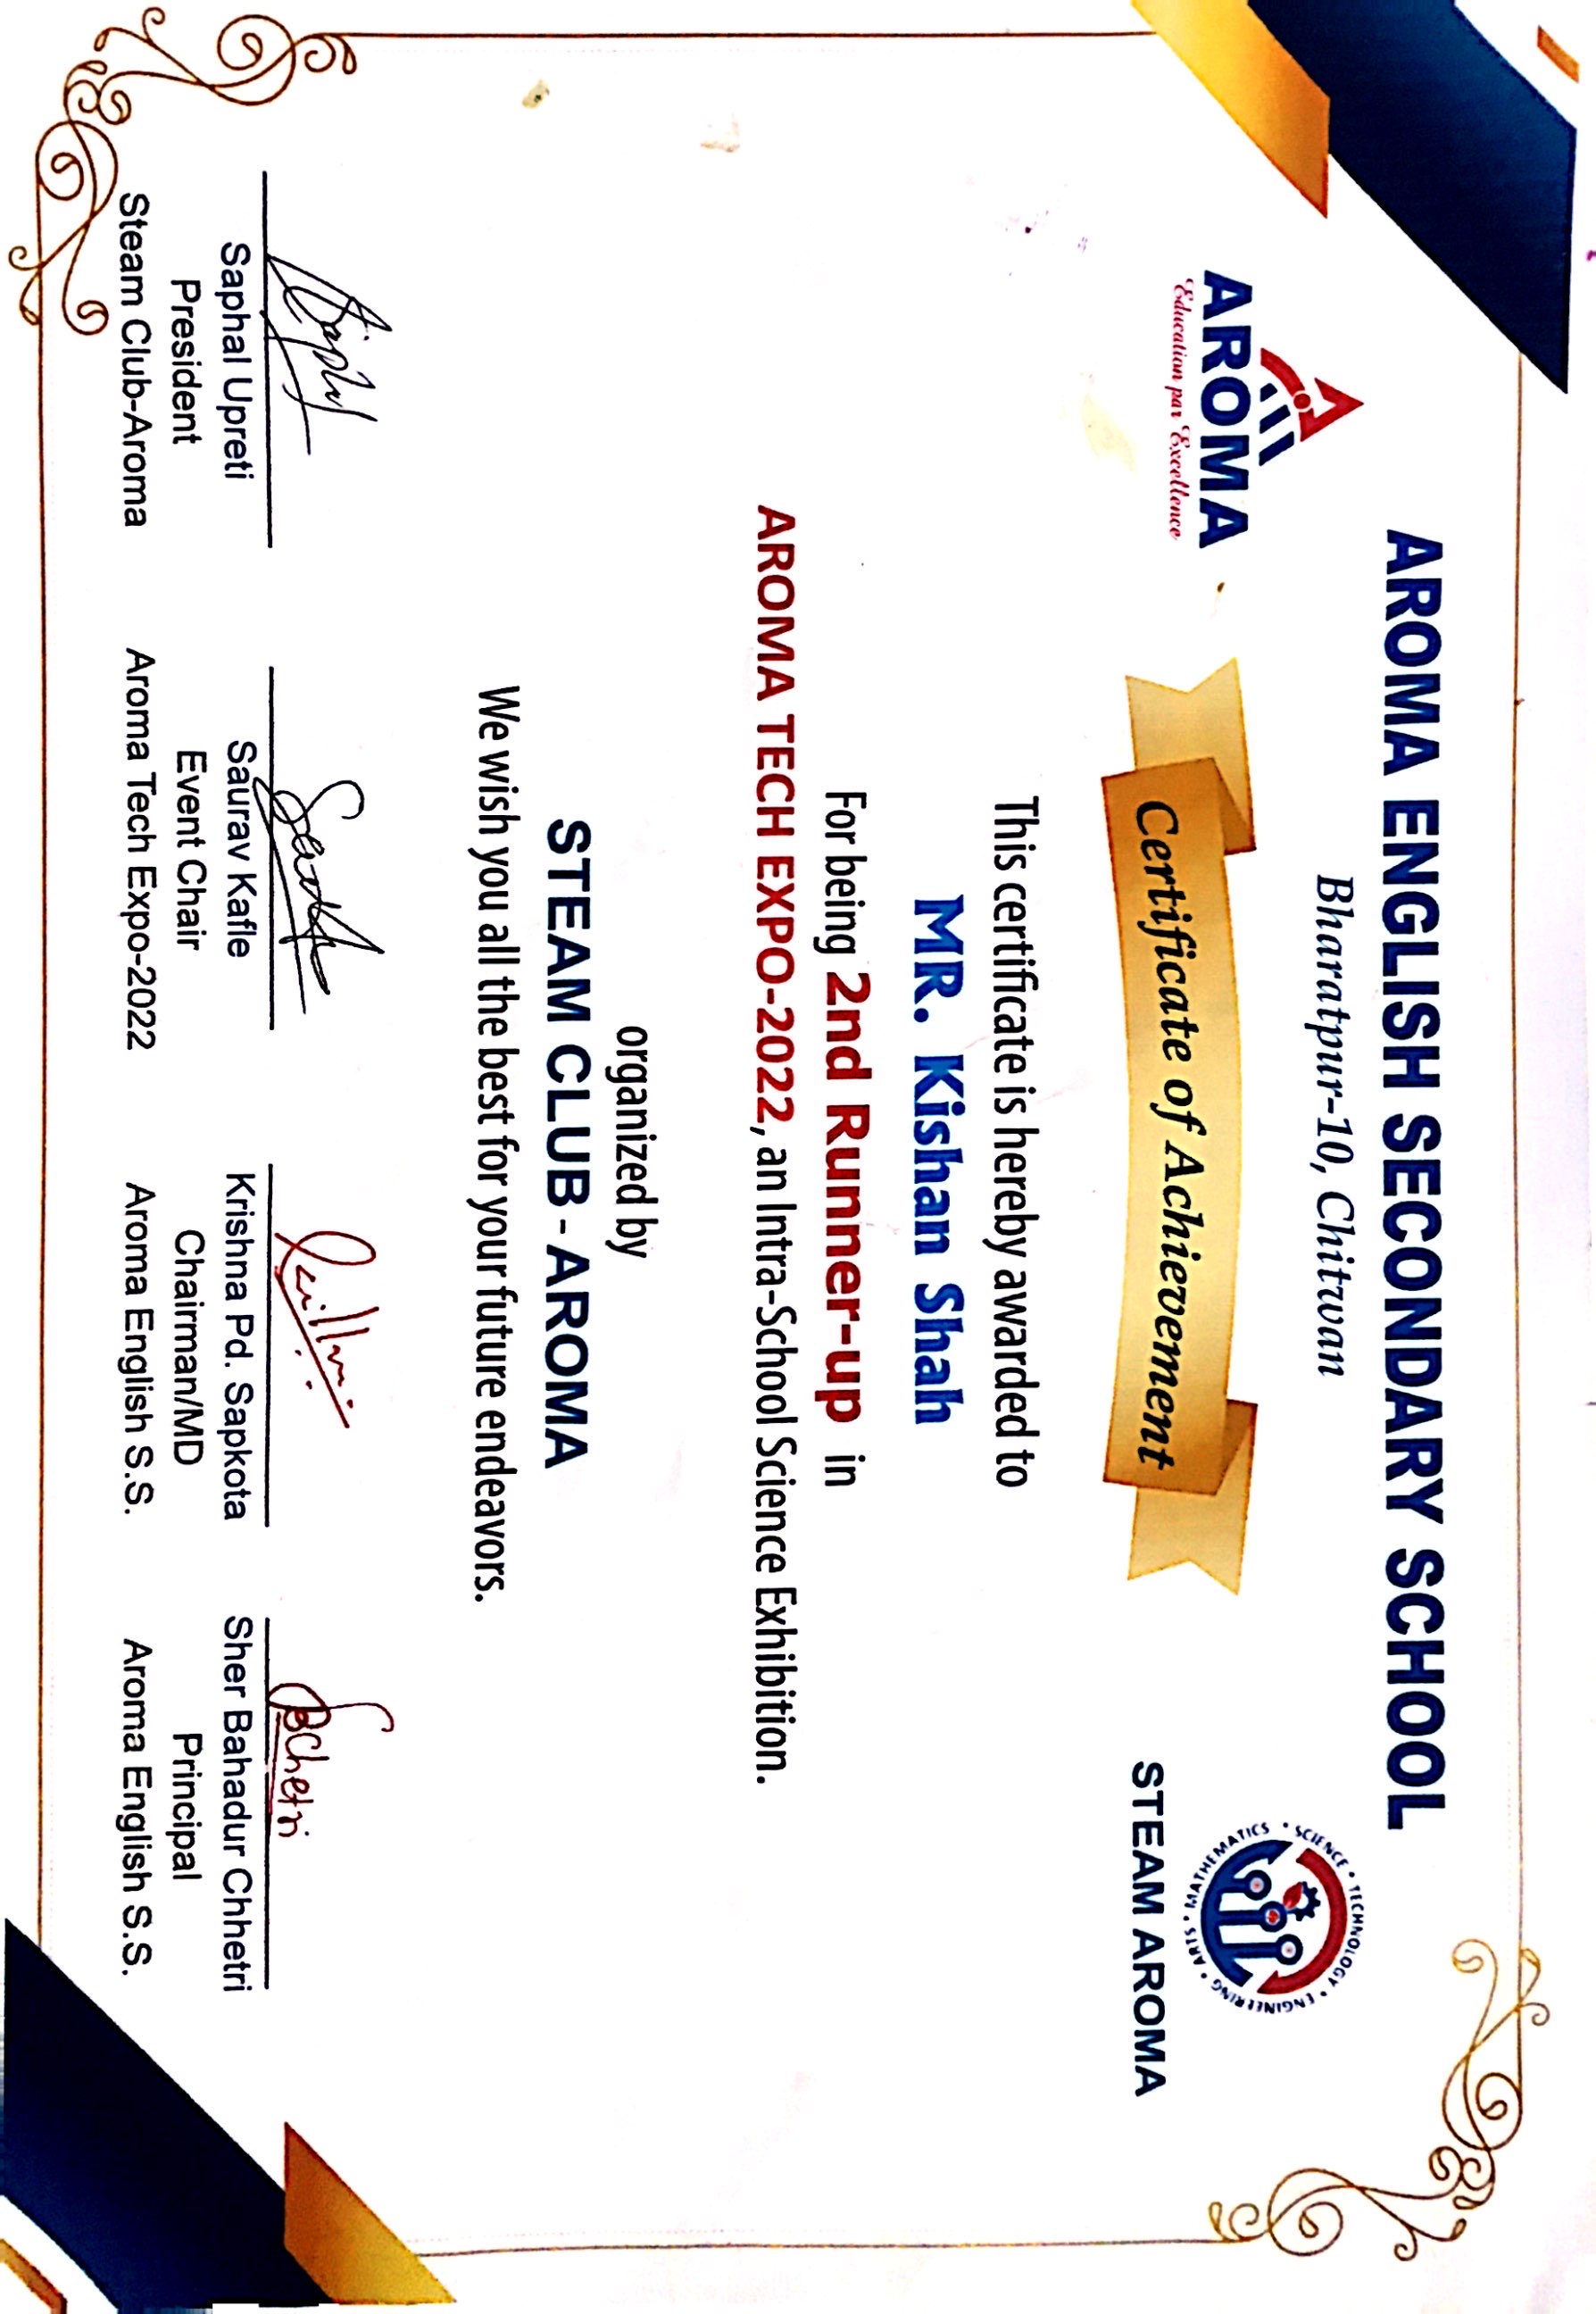 AROMA ENGLISH SECONDARY SCHOOL
Bharatpur-10, Chitwan
AROMA
Education par Excellence
SCIENCE • TECHNOLOGY • ENGINEERING • ARTS • MATHEMATICS •
STEAM AROMA
Certificate of Achievement
This certificate is hereby awarded to
MR. Kishan Shah
For being 2nd Runner-up in
AROMA TECH EXPO-2022, an Intra-School Science Exhibition.
organized by
STEAM CLUB - AROMA
We wish you all the best for your future endeavors.
Saphal Upreti
President
Steam Club-Aroma
Saurav Kafle
Event Chair
Aroma Tech Expo-2022
Krishna Pd. Sapkota
Chairman/MD
Aroma English S.S.
SBChetri
Sher Bahadur Chhetri
Principal
Aroma English S.S.